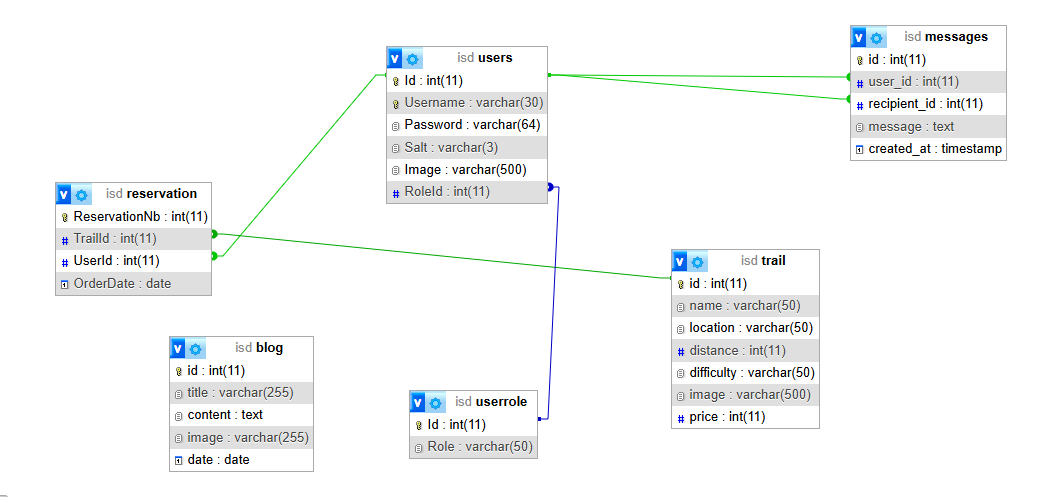 isd users
Id : int(11)
Username : varchar(30)
Password : varchar(64)
Salt : varchar(3)
Image : varchar(500)
RoleId : int(11)
isd messages
id : int(11)
user_id : int(11)
recipient_id : int(11)
message : text
created_at : timestamp
isd reservation
ReservationNb : int(11)
TrailId : int(11)
UserId : int(11)
OrderDate : date
isd trail
id : int(11)
name : varchar(50)
location : varchar(50)
distance : int(11)
difficulty : varchar(50)
image : varchar(500)
price : int(11)
isd blog
id : int(11)
title : varchar(255)
content : text
image : varchar(255)
date : date
isd userrole
Id : int(11)
Role : varchar(50)